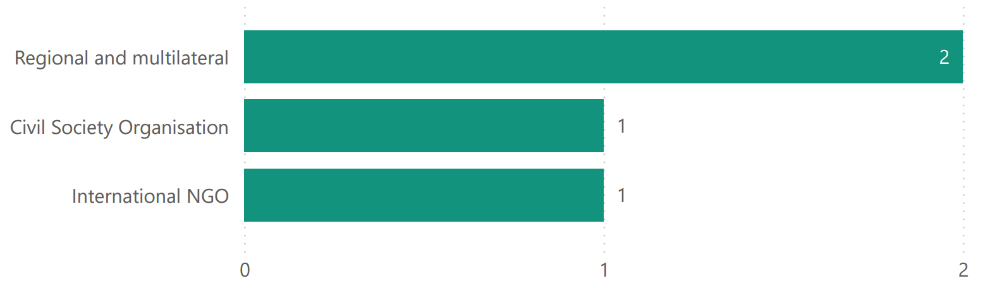 Regional and multilateral 2
Civil Society Organisation 1
International NGO 1
0 1 2